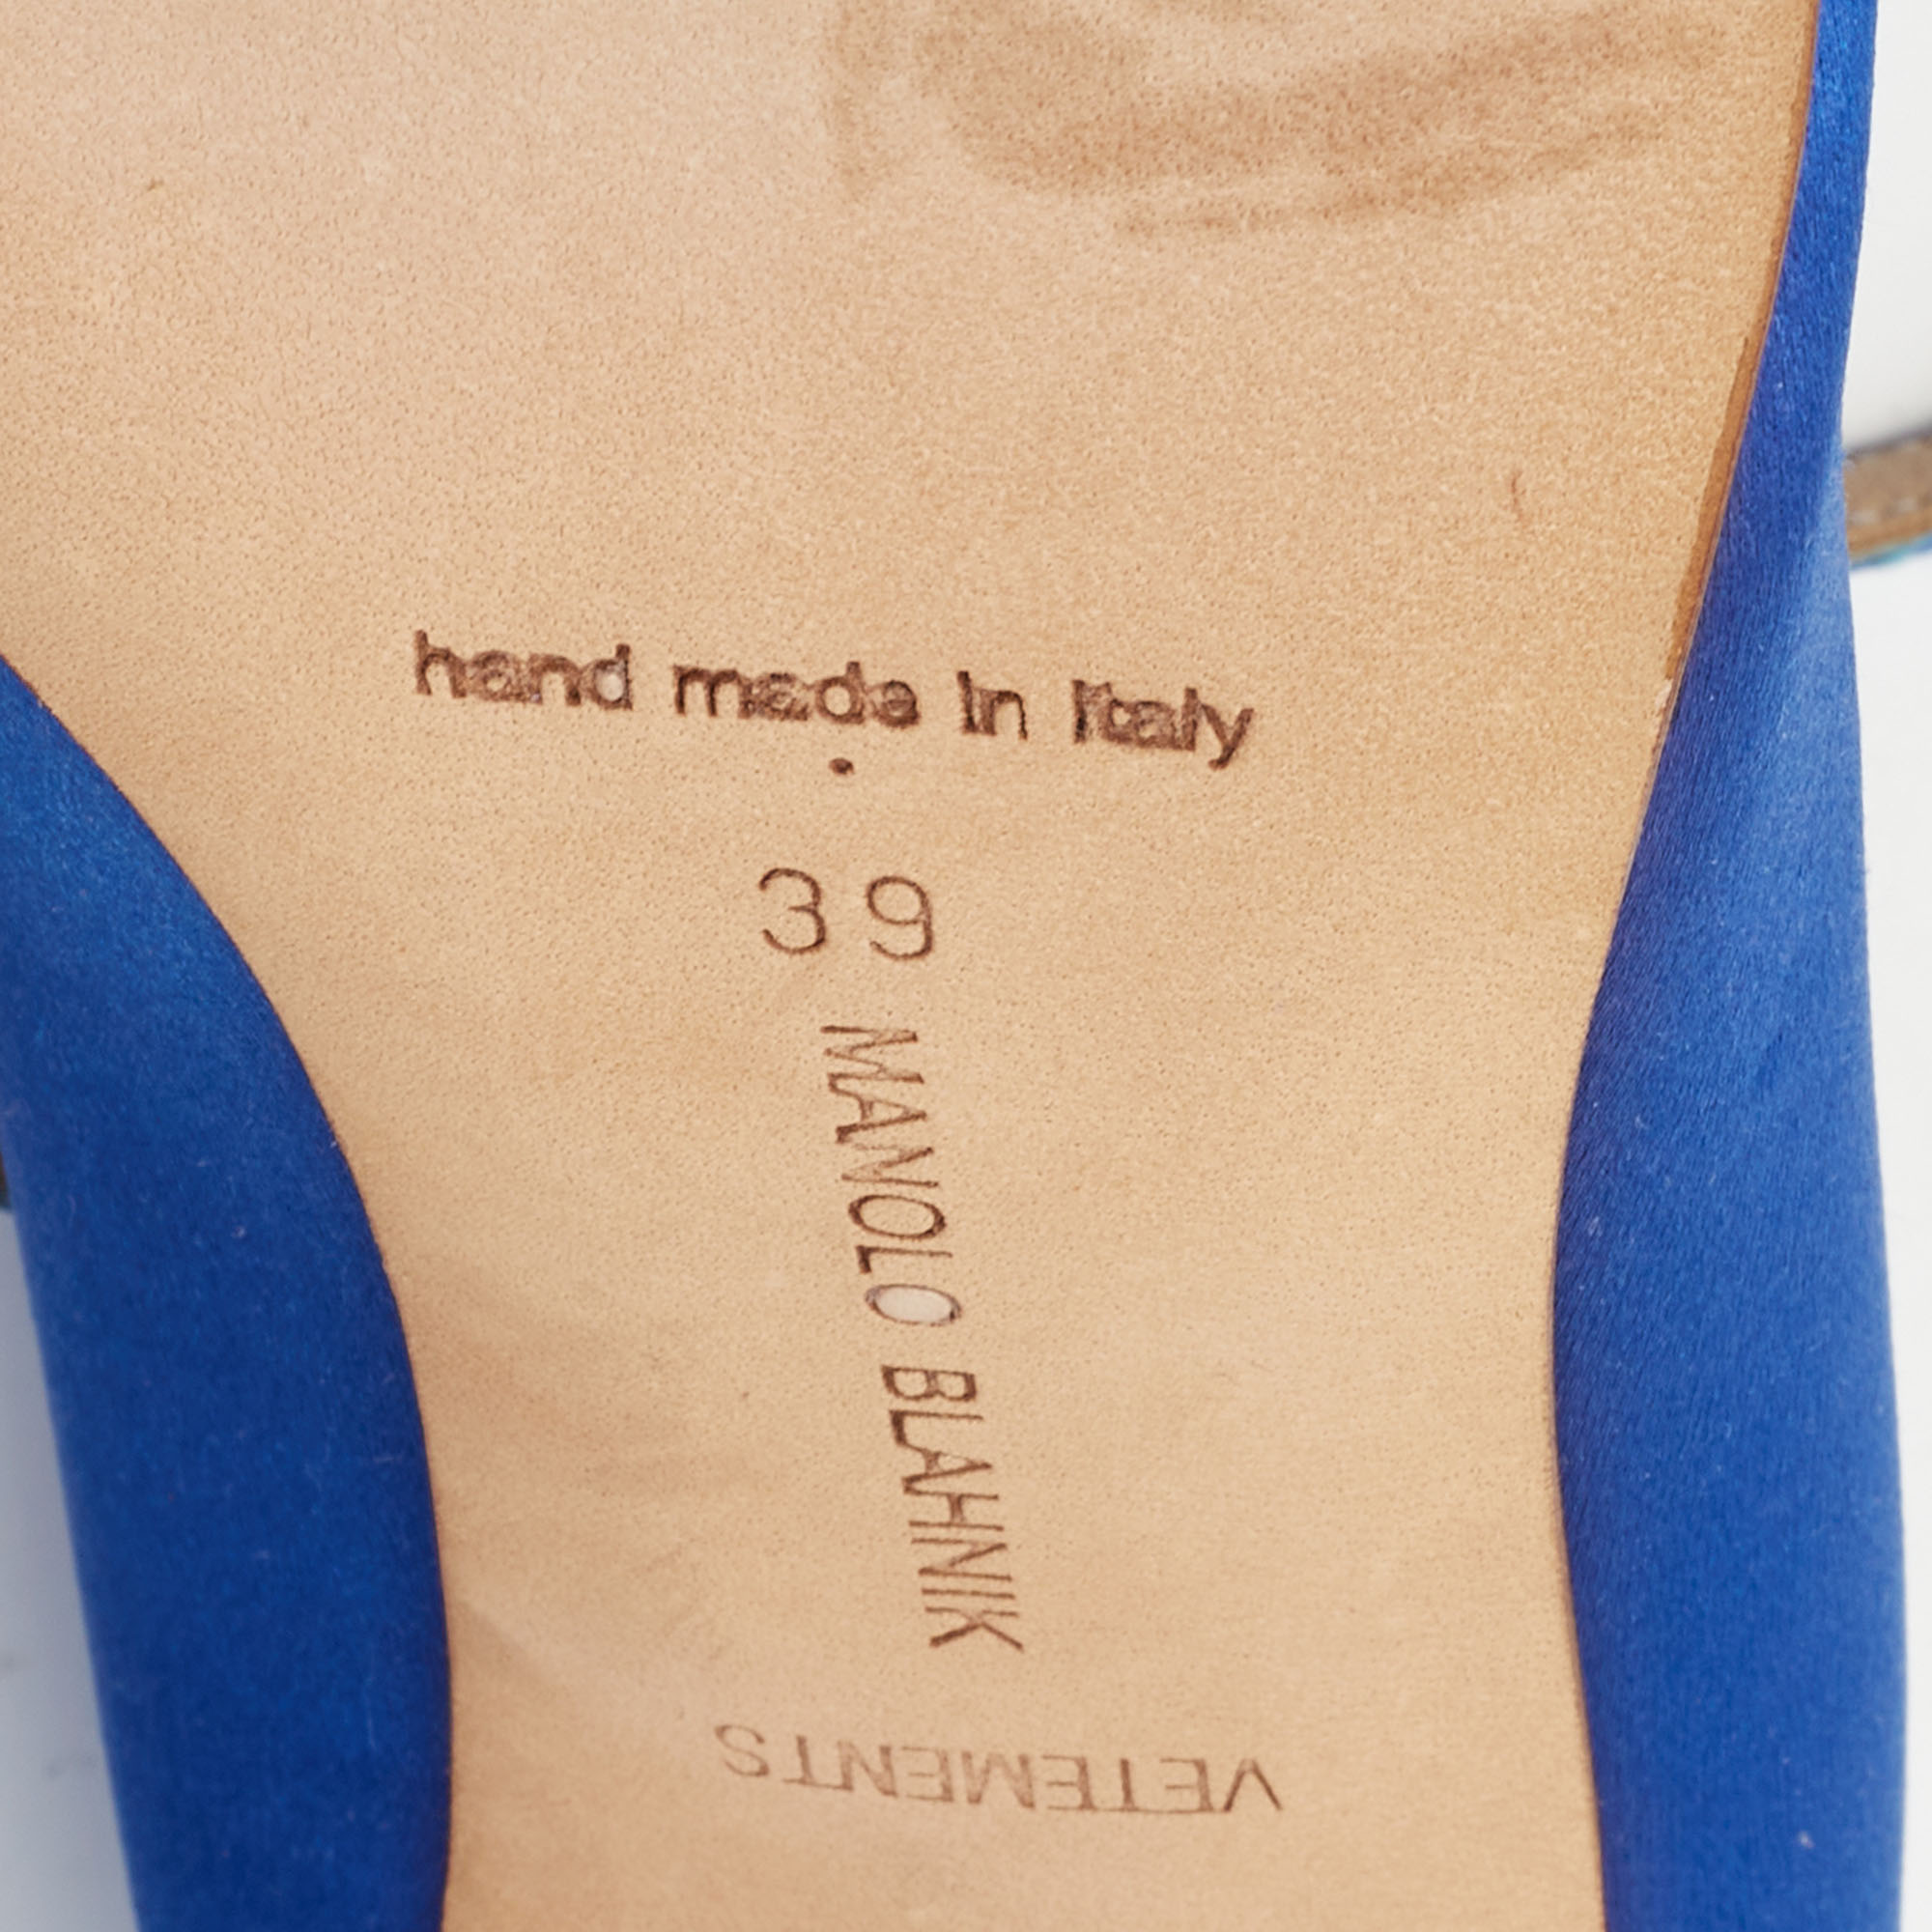 hand made in Italy
39
MANOLO BLAHNIK
VETEMENTS